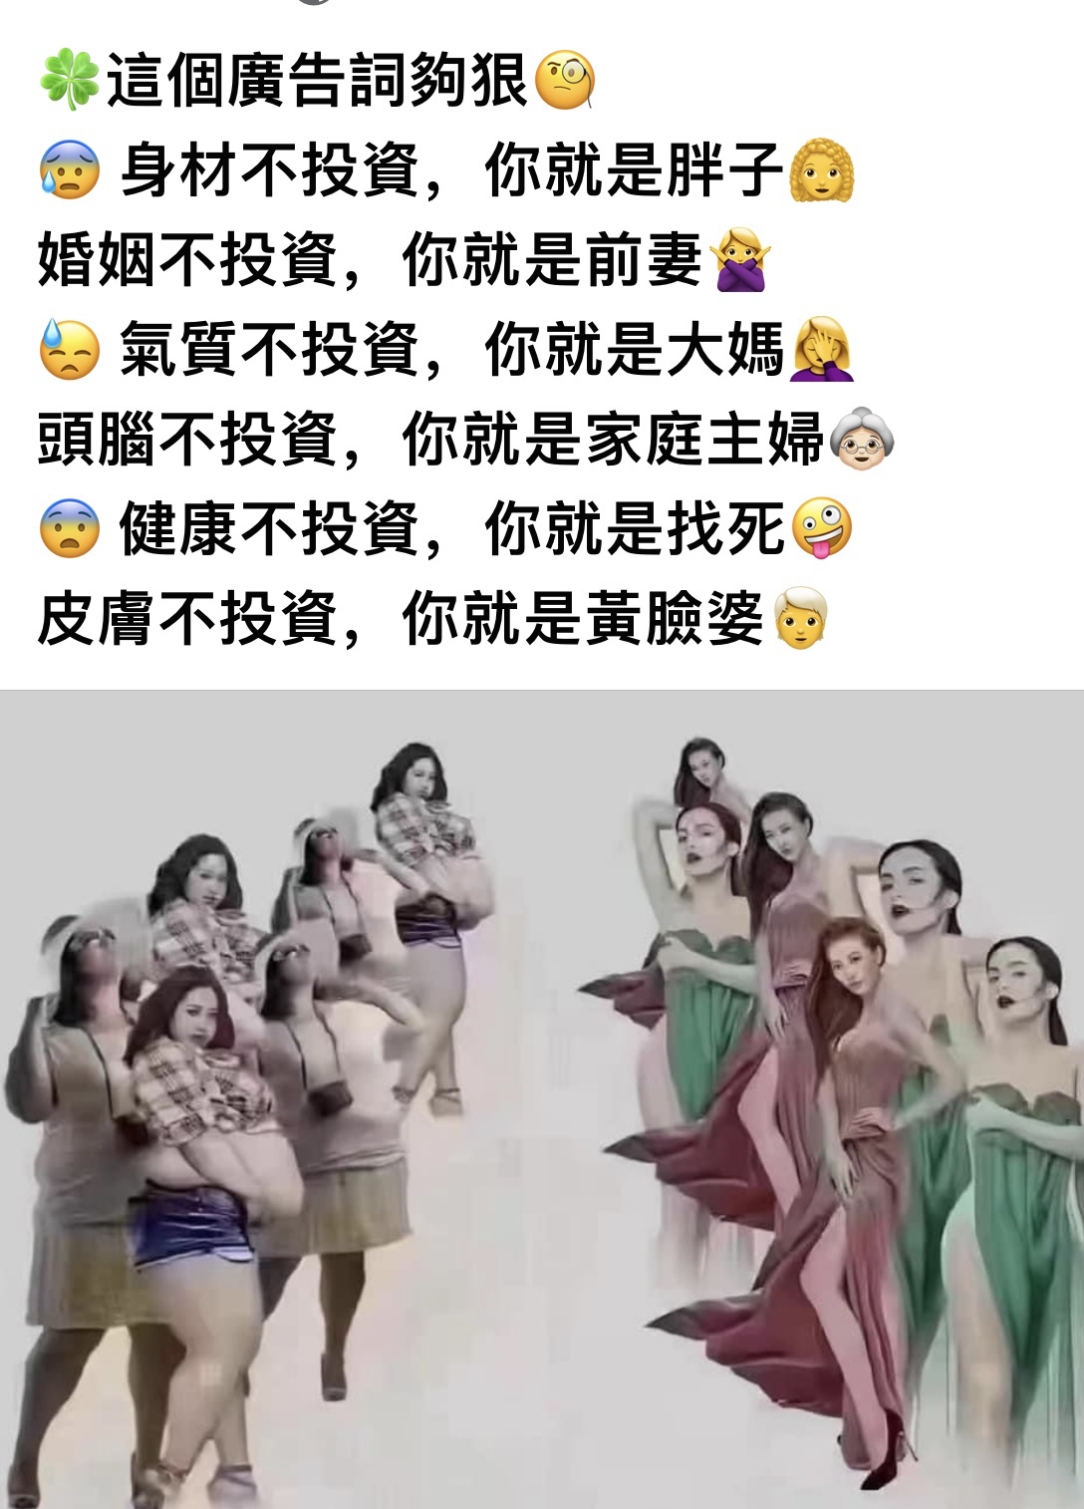 🍀這個廣告詞夠狠🧐
😰 身材不投資，你就是胖子👩‍🦱
婚姻不投資，你就是前妻🙅‍♀️
😓 氣質不投資，你就是大媽🤦‍♀️
頭腦不投資，你就是家庭主婦👵🏻
😨 健康不投資，你就是找死🤪
皮膚不投資，你就是黃臉婆👩‍🦳